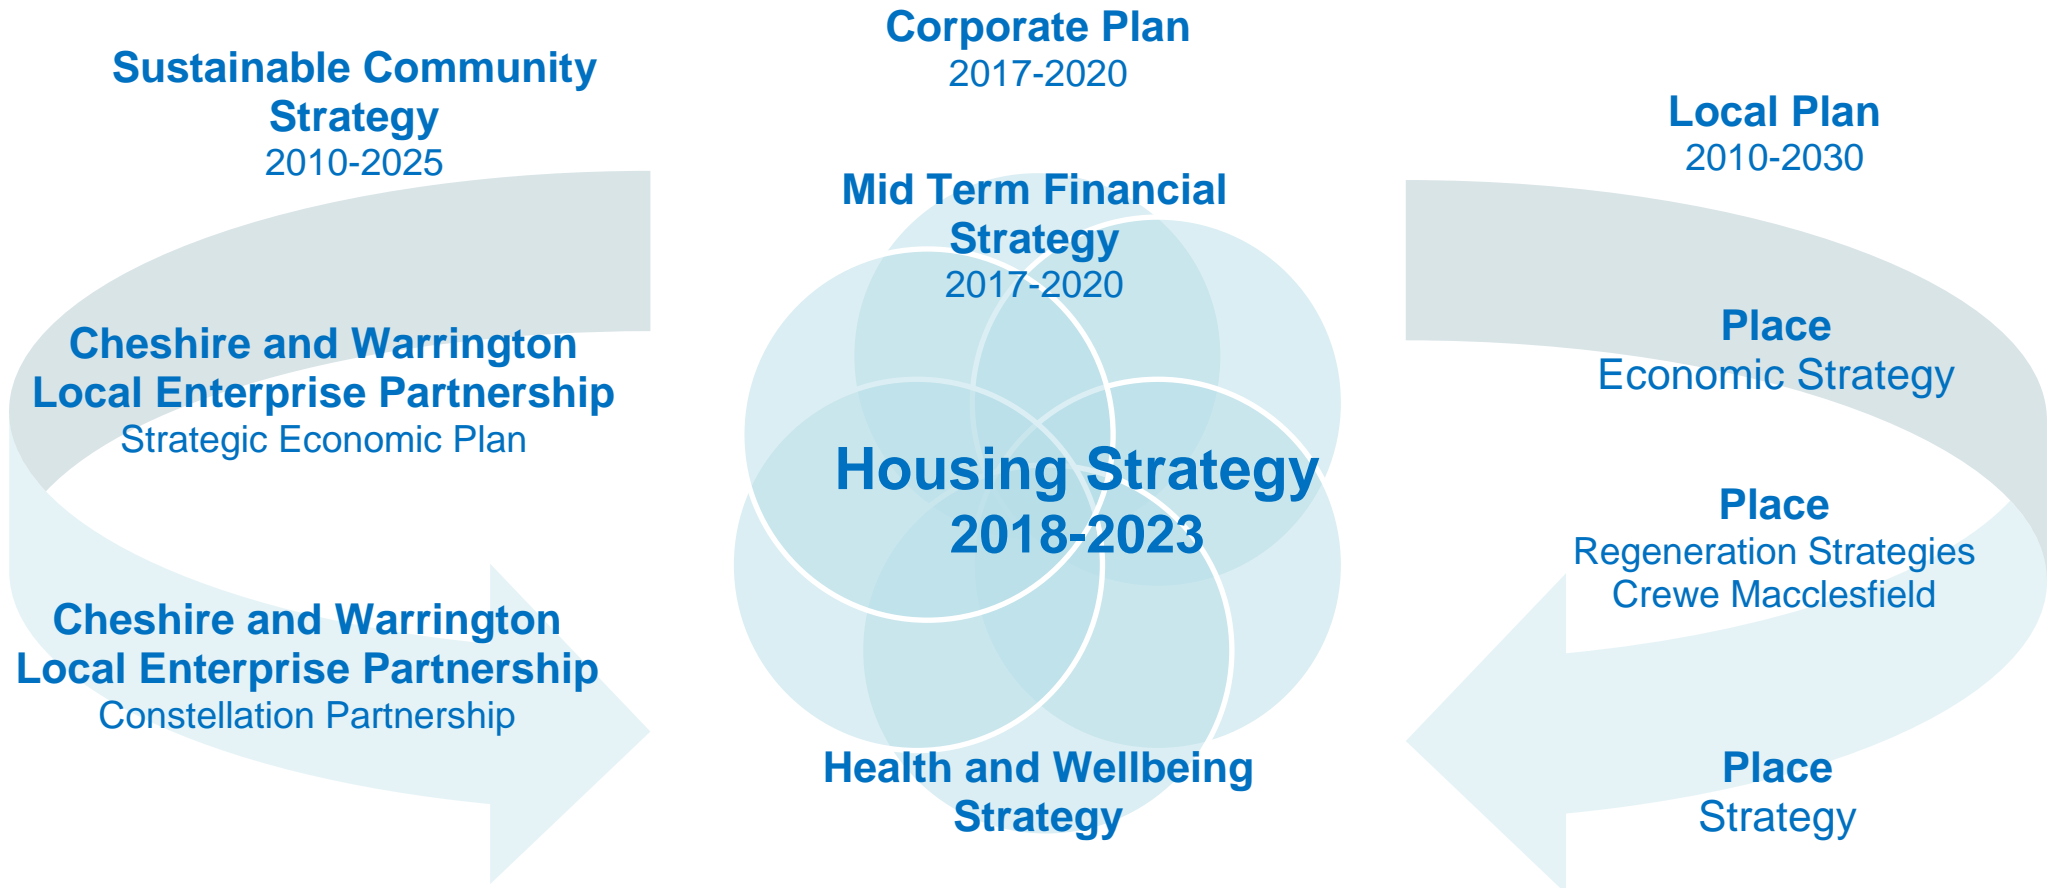 Corporate Plan
2017-2020
Sustainable Community
Strategy
2010-2025
Local Plan
2010-2030
Mid Term Financial
Strategy
2017-2020
Cheshire and Warrington
Local Enterprise Partnership
Strategic Economic Plan
Place
Economic Strategy
Housing Strategy
2018-2023
Place
Regeneration Strategies
Crewe Macclesfield
Cheshire and Warrington
Local Enterprise Partnership
Constellation Partnership
Health and Wellbeing
Strategy
Place
Strategy